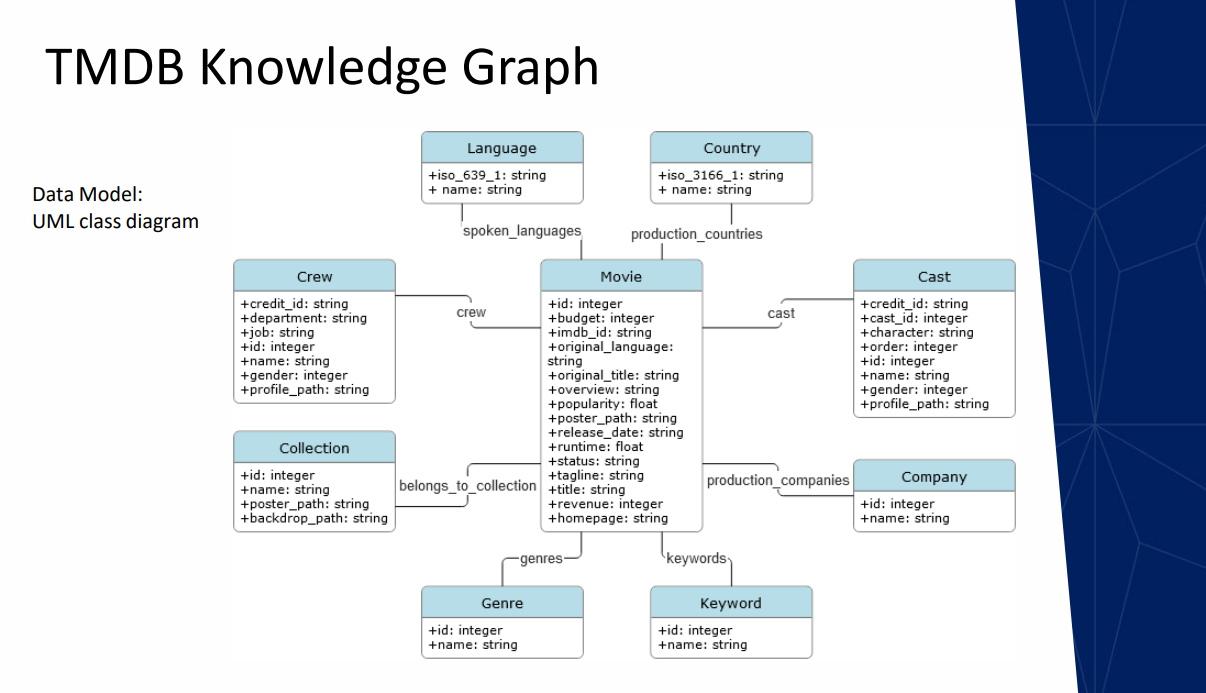 TMDB Knowledge Graph
Data Model:
UML class diagram
Language
+iso_639_1: string
+ name: string
Country
+iso_3166_1: string
+ name: string
spoken_languages
production_countries
Crew
+credit_id: string
+department: string
+job: string
+id: integer
+name: string
+gender: integer
+profile_path: string
crew
Movie
+id: integer
+budget: integer
+imdb_id: string
+original_language:
string
+original_title: string
+overview: string
+popularity: float
+poster_path: string
+release_date: string
+runtime: float
+status: string
+tagline: string
+title: string
+revenue: integer
+homepage: string
cast
Cast
+credit_id: string
+cast_id: integer
+character: string
+order: integer
+id: integer
+name: string
+gender: integer
+profile_path: string
Collection
+id: integer
+name: string
+poster_path: string
+backdrop_path: string
belongs_to_collection
production_companies
Company
+id: integer
+name: string
genres
keywords
Genre
+id: integer
+name: string
Keyword
+id: integer
+name: string